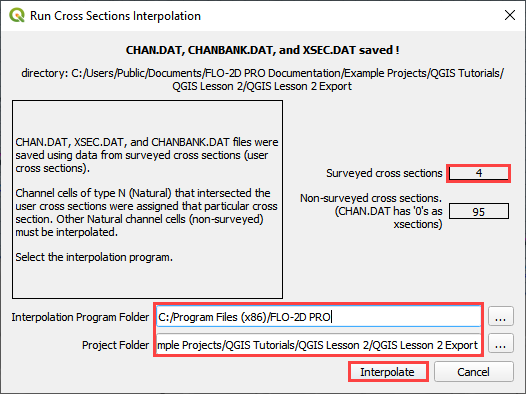 Run Cross Sections Interpolation
CHAN.DAT, CHANBANK.DAT, and XSEC.DAT saved !
directory: C:/Users/Public/Documents/FLO-2D PRO Documentation/Example Projects/QGIS Tutorials/
QGIS Lesson 2/QGIS Lesson 2 Export
CHAN.DAT, XSEC.DAT, and CHANBANK.DAT files were
saved using data from surveyed cross sections (user
cross sections).
Channel cells of type N (Natural) that intersected the
user cross sections were assigned that particular cross
section. Other Natural channel cells (non-surveyed)
must be interpolated.
Select the interpolation program.
Surveyed cross sections 4
Non-surveyed cross sections.
(CHAN.DAT has '0's as 95
xsections)
Interpolation Program Folder C:/Program Files (x86)/FLO-2D PRO ...
Project Folder mple Projects/QGIS Tutorials/QGIS Lesson 2/QGIS Lesson 2 Export ...
Interpolate Cancel